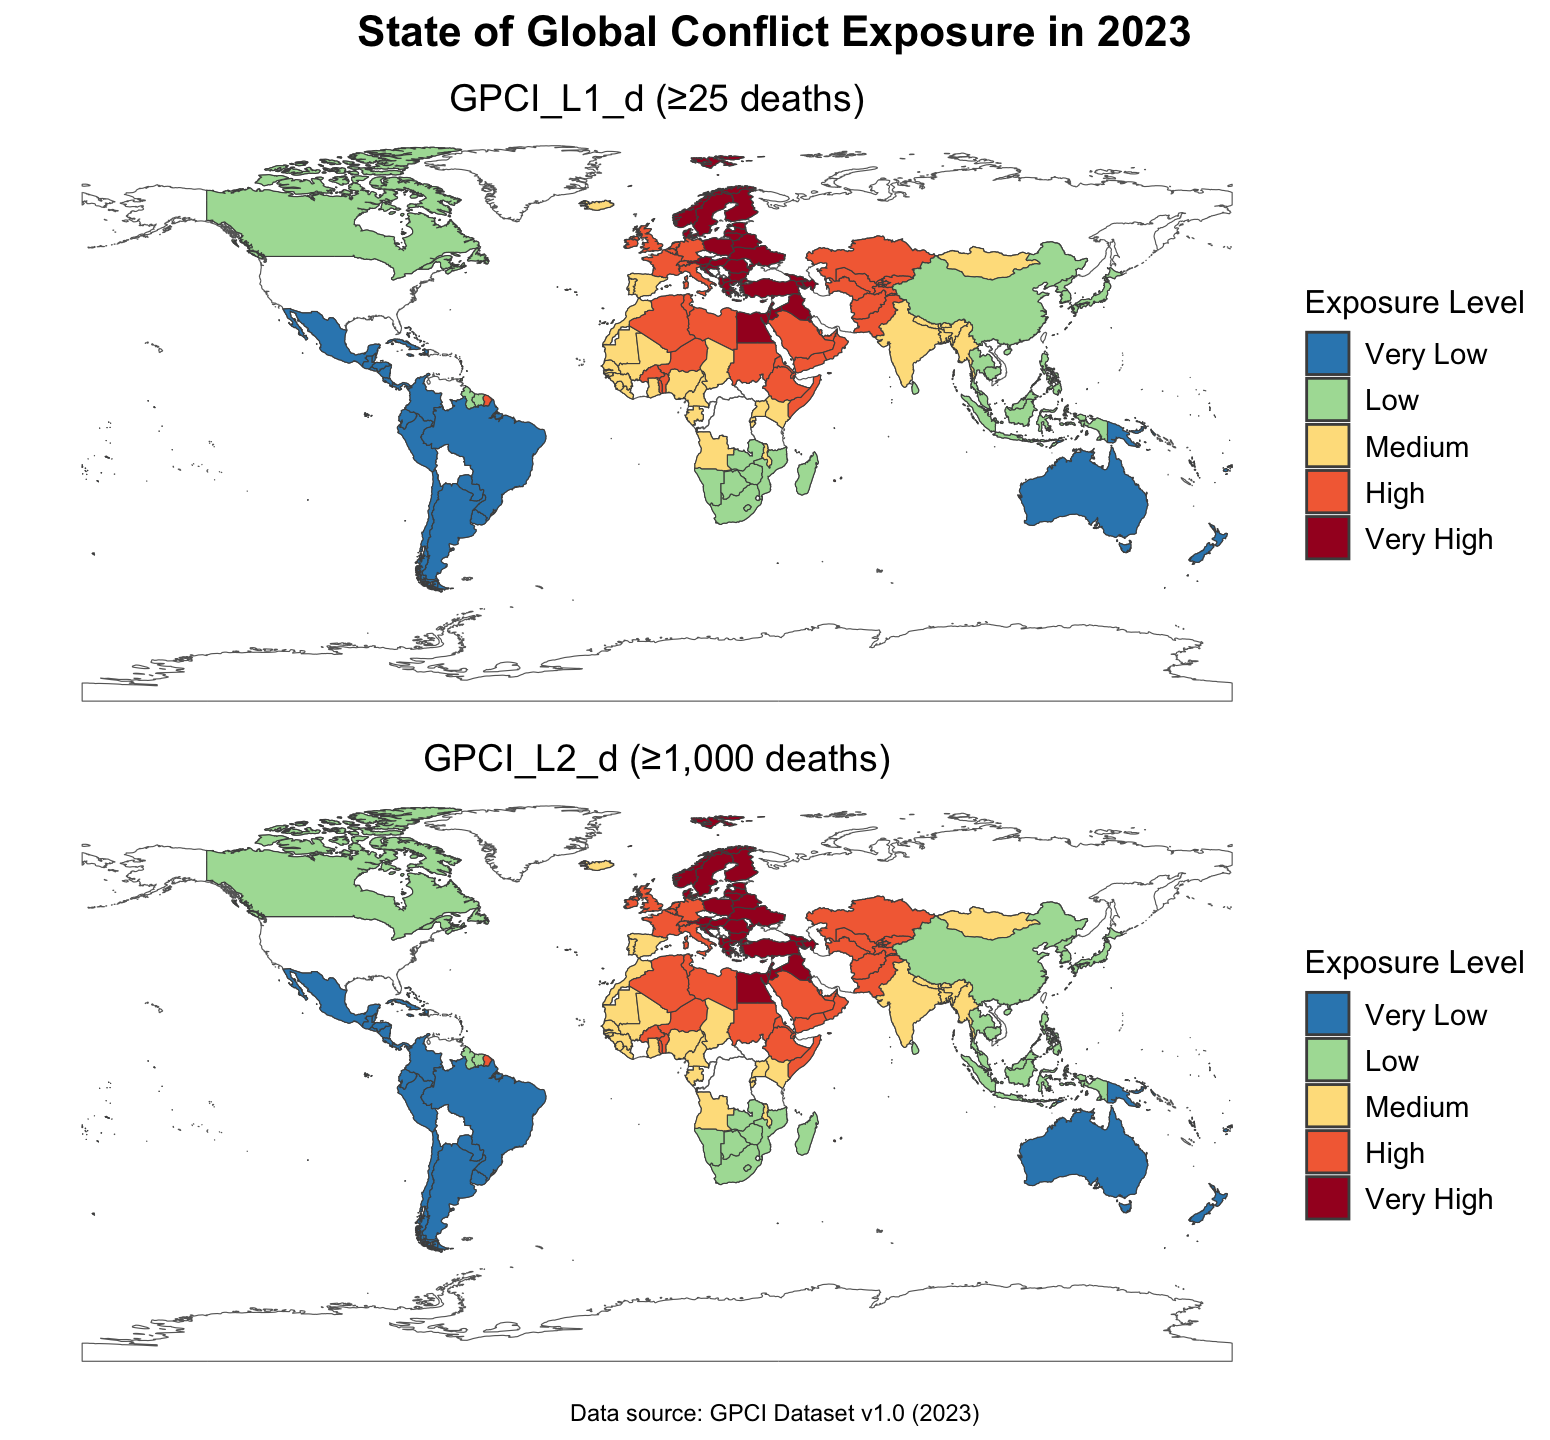 State of Global Conflict Exposure in 2023
GPCI_L1_d (≥25 deaths)
Exposure Level
Very Low
Low
Medium
High
Very High
GPCI_L2_d (≥1,000 deaths)
Exposure Level
Very Low
Low
Medium
High
Very High
Data source: GPCI Dataset v1.0 (2023)